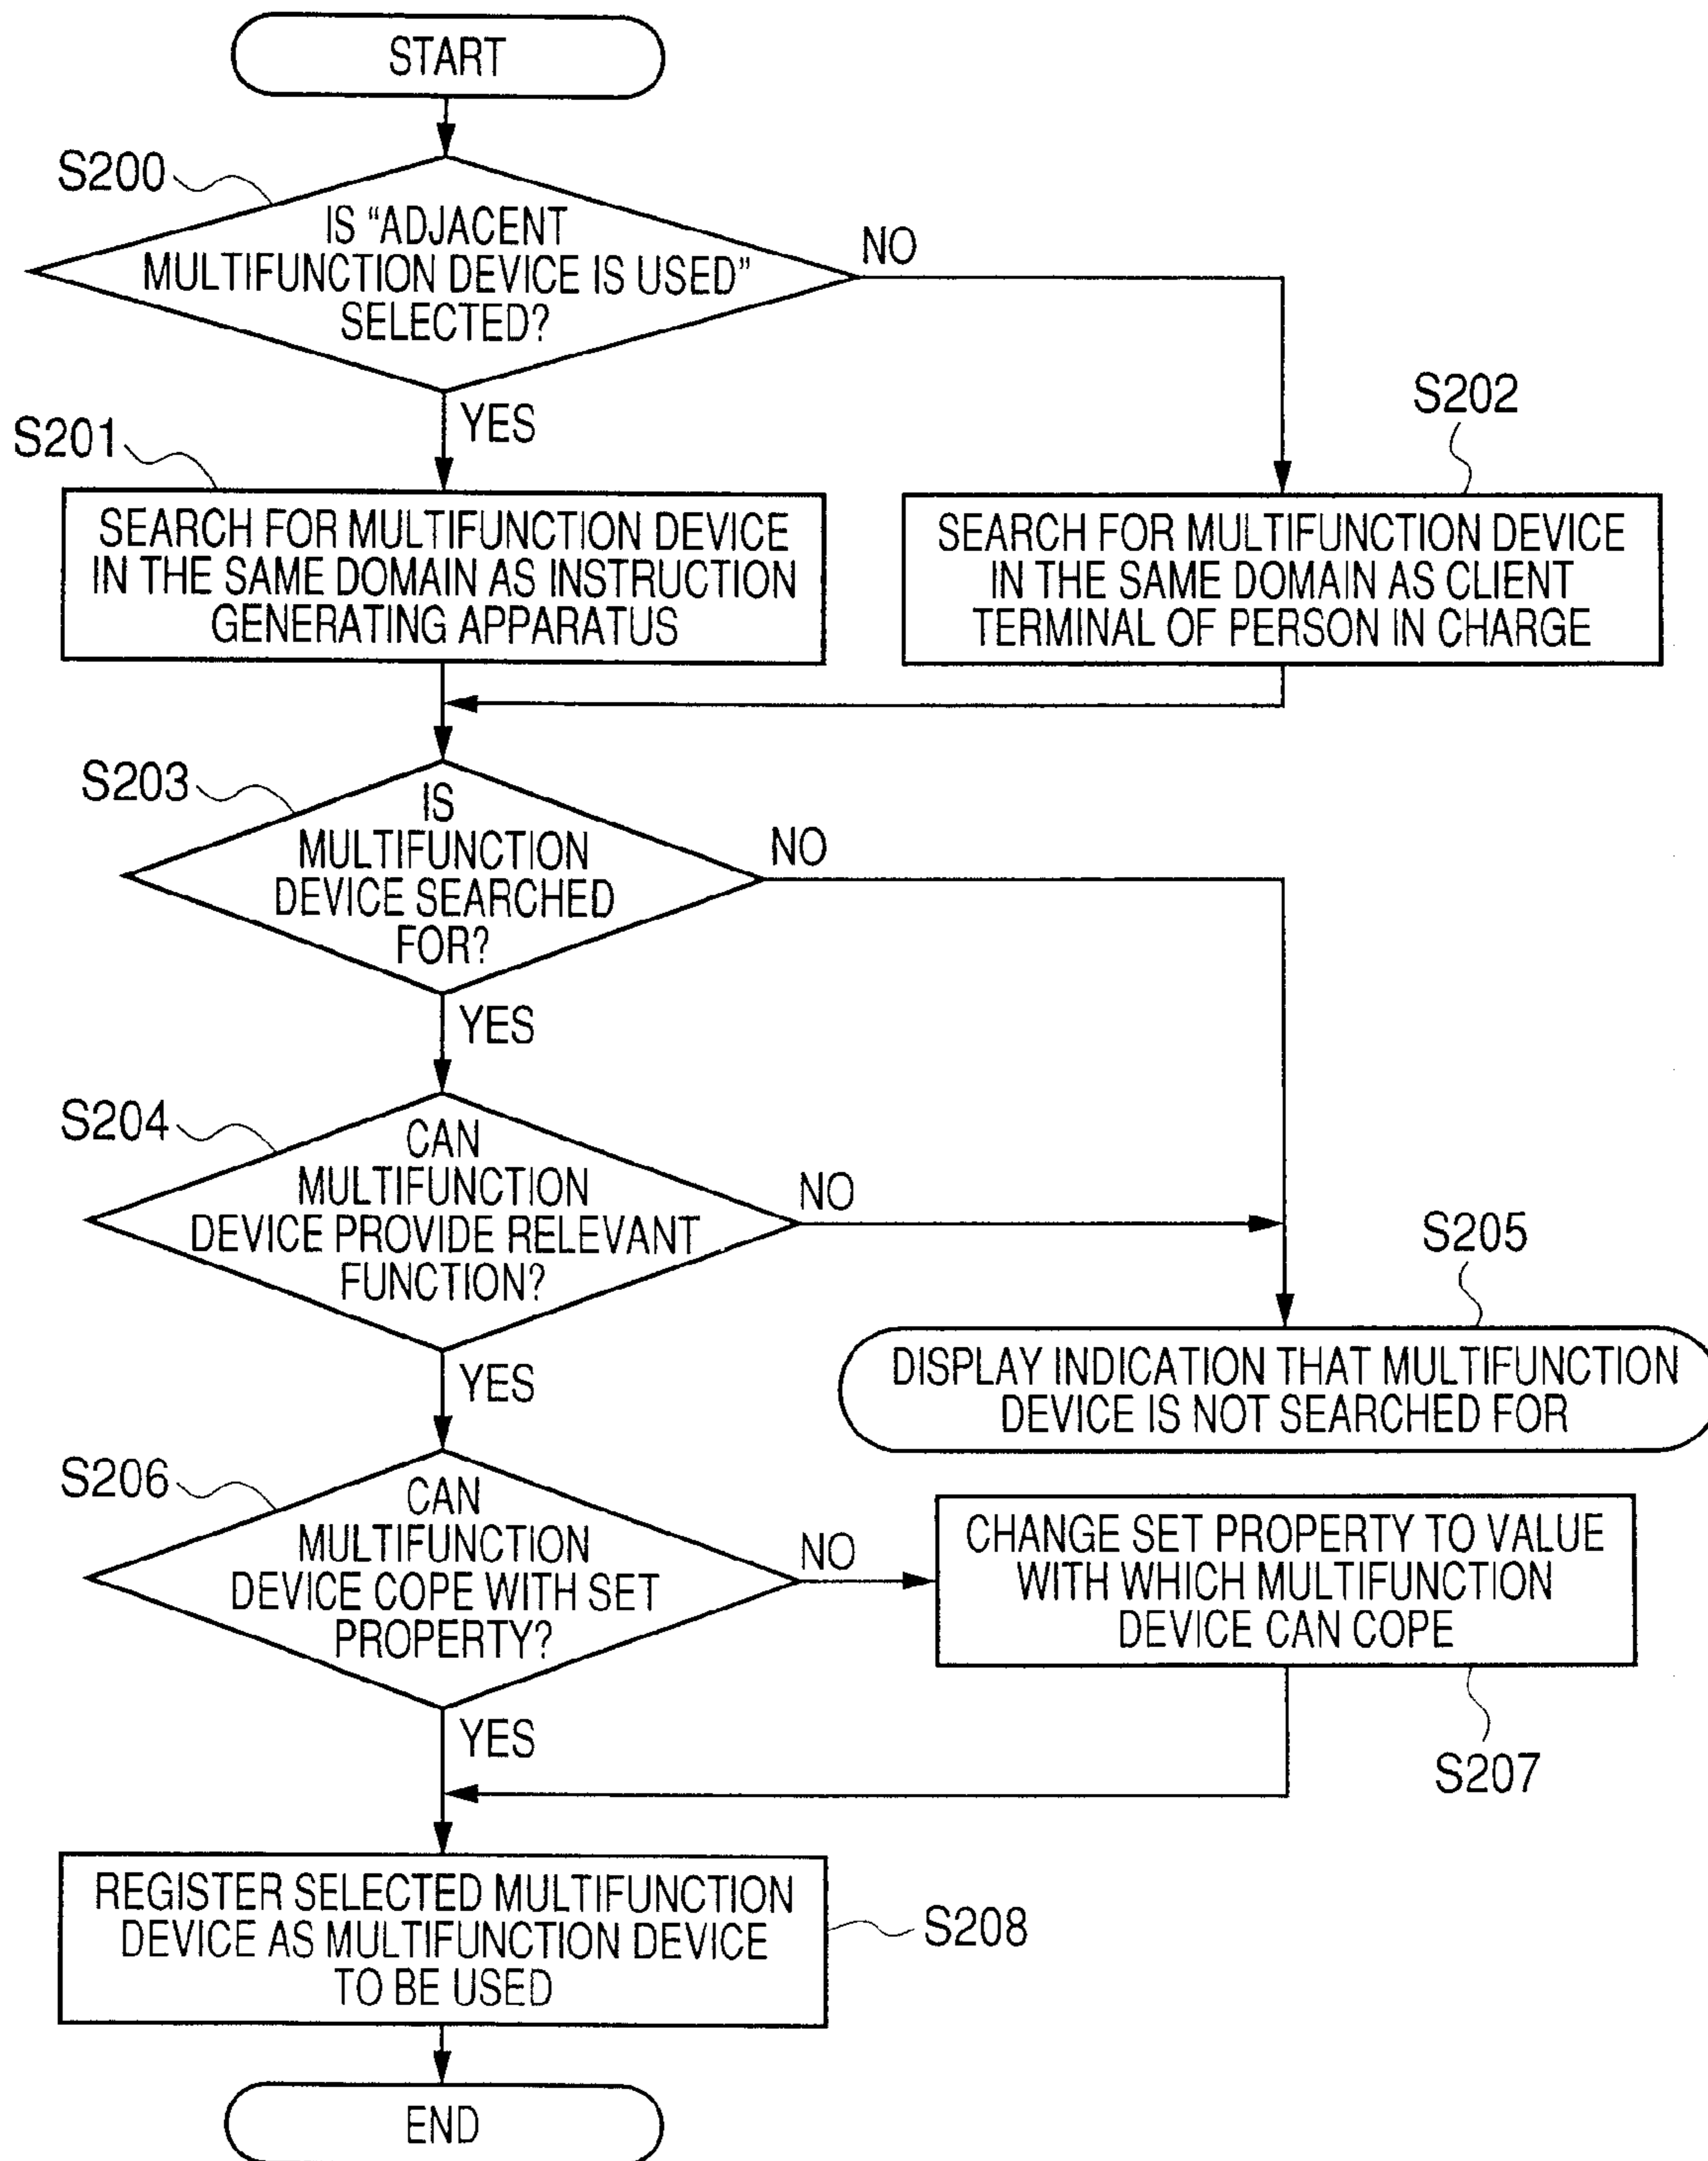 START
S200
IS “ADJACENT
MULTIFUNCTION DEVICE IS USED”
SELECTED?
NO
YES
S201
SEARCH FOR MULTIFUNCTION DEVICE
IN THE SAME DOMAIN AS INSTRUCTION
GENERATING APPARATUS
S202
SEARCH FOR MULTIFUNCTION DEVICE
IN THE SAME DOMAIN AS CLIENT
TERMINAL OF PERSON IN CHARGE
S203
IS
MULTIFUNCTION
DEVICE SEARCHED
FOR?
NO
YES
S204
CAN
MULTIFUNCTION
DEVICE PROVIDE RELEVANT
FUNCTION?
NO
YES
S205
DISPLAY INDICATION THAT MULTIFUNCTION
DEVICE IS NOT SEARCHED FOR
S206
CAN
MULTIFUNCTION
DEVICE COPE WITH SET
PROPERTY?
NO
YES
CHANGE SET PROPERTY TO VALUE
WITH WHICH MULTIFUNCTION
DEVICE CAN COPE
S207
REGISTER SELECTED MULTIFUNCTION
DEVICE AS MULTIFUNCTION DEVICE
TO BE USED
S208
END